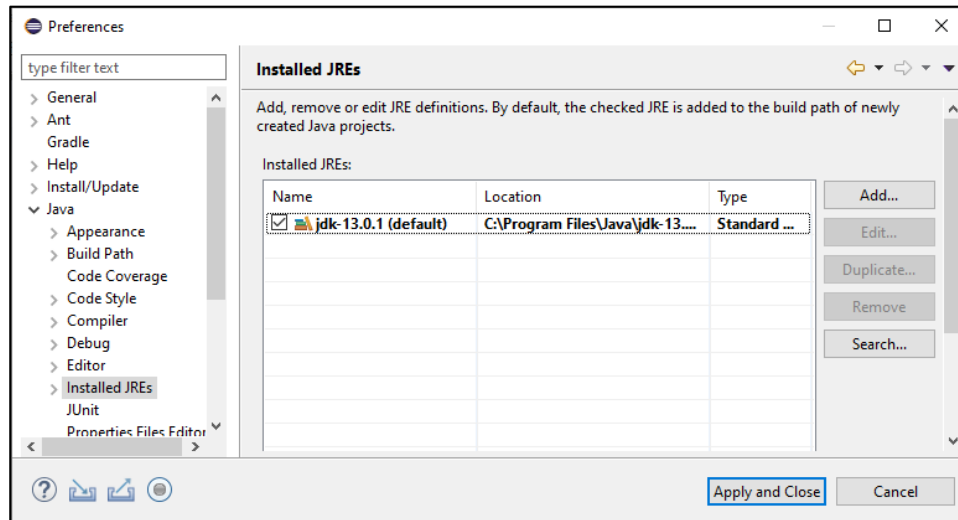 Preferences
type filter text
General
Ant
Gradle
Help
Install/Update
Java
Appearance
Build Path
Code Coverage
Code Style
Compiler
Debug
Editor
Installed JREs
JUnit
Properties Files Editor
Installed JREs
Add, remove or edit JRE definitions. By default, the checked JRE is added to the build path of newly
created Java projects.
Installed JREs:
Name Location Type
jdk-13.0.1 (default) C:\Program Files\Java\jdk-13.... Standard ...
Add...
Edit...
Duplicate...
Remove
Search...
Apply and Close Cancel